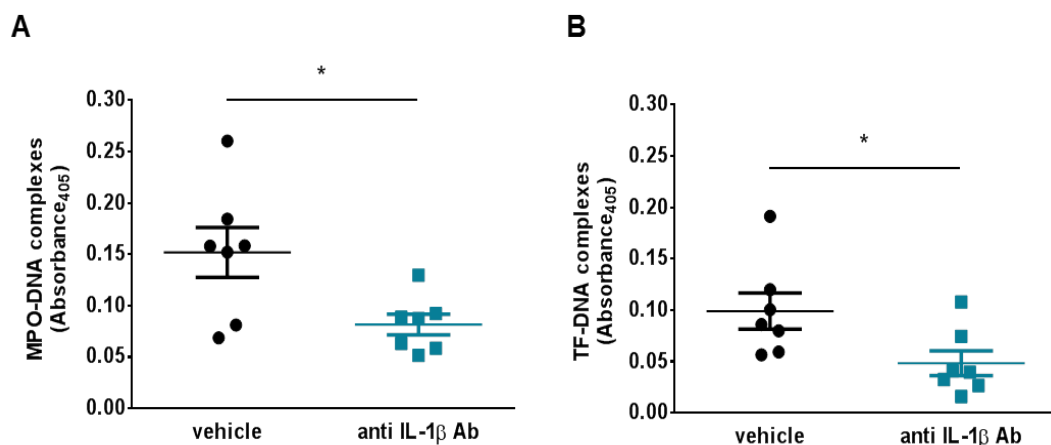 A
MPO-DNA complexes
(Absorbance405)
0.30
0.25
0.20
0.15
0.10
0.05
0.00
*
vehicle
anti IL-1β Ab
B
TF-DNA complexes
(Absorbance405)
0.30
0.25
0.20
0.15
0.10
0.05
0.00
*
vehicle
anti IL-1β Ab